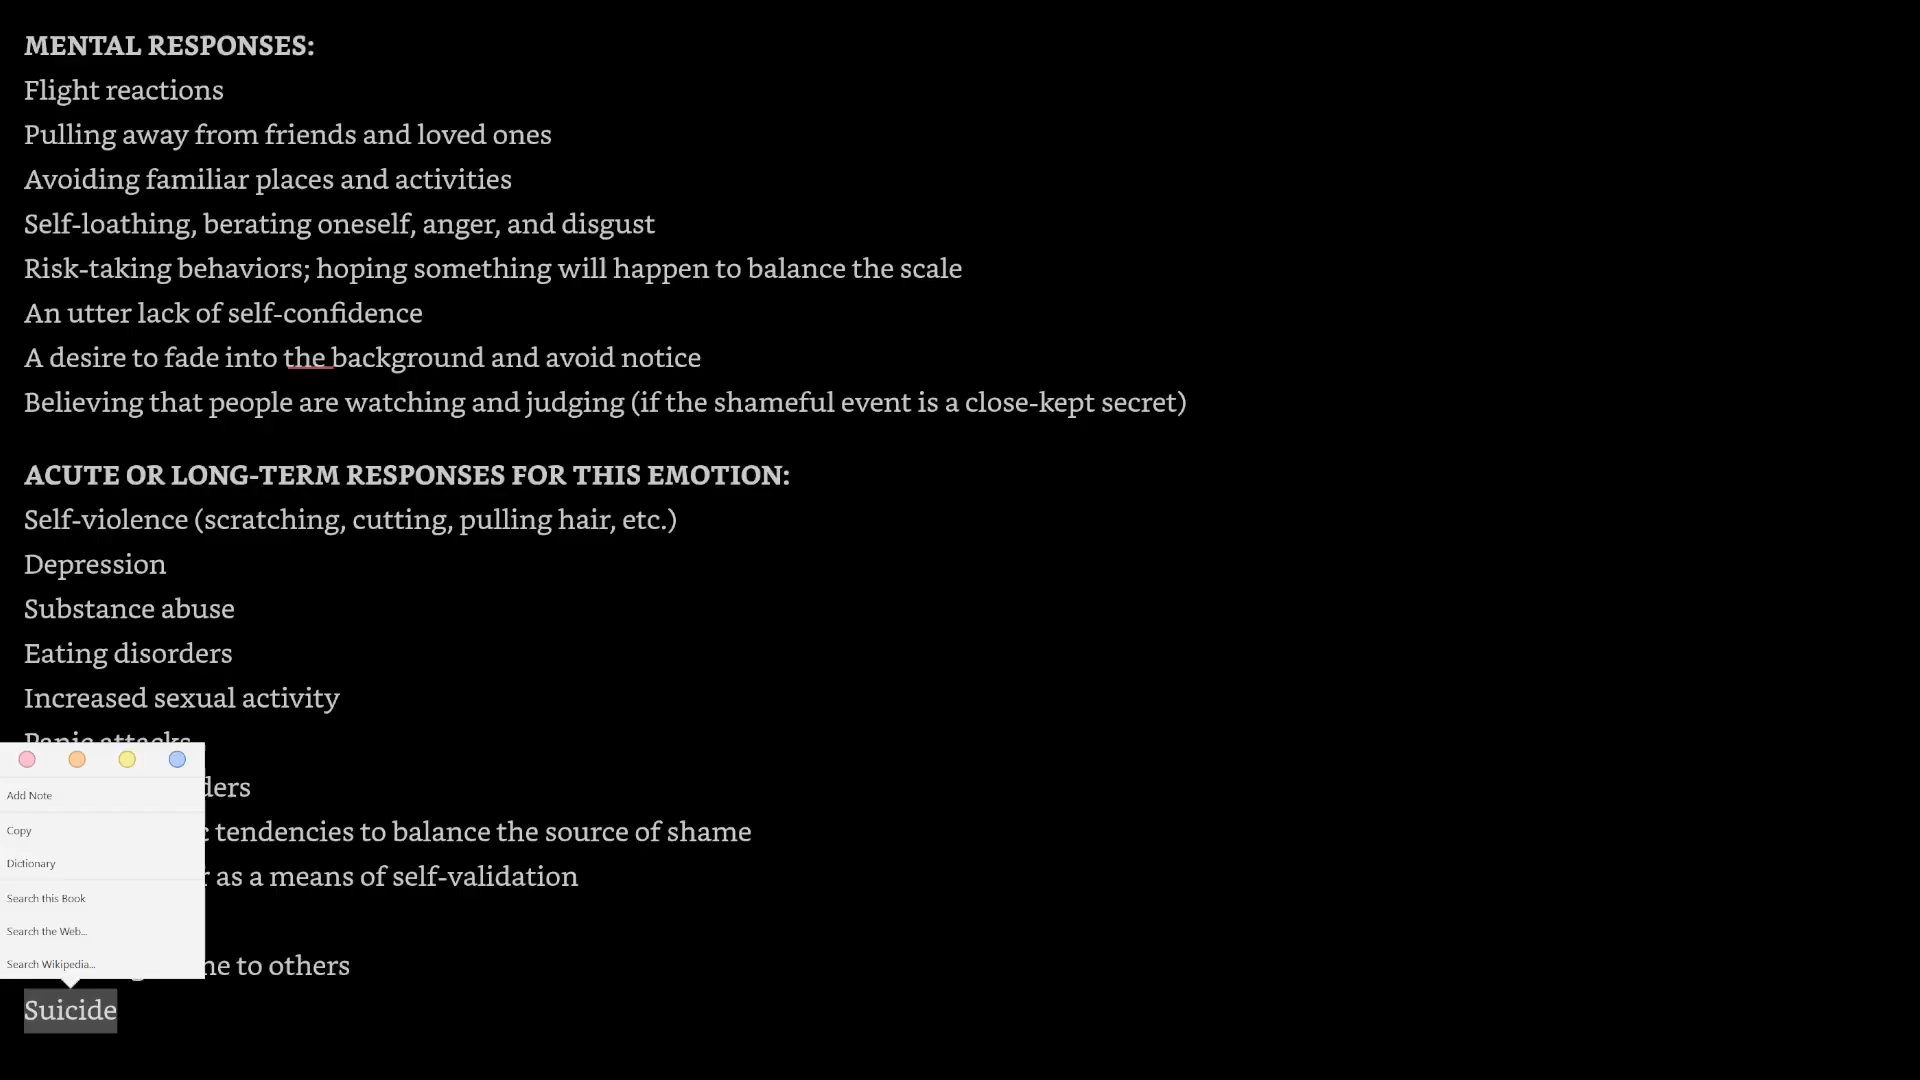 MENTAL RESPONSES:
Flight reactions
Pulling away from friends and loved ones
Avoiding familiar places and activities
Self-loathing, berating oneself, anger, and disgust
Risk-taking behaviors; hoping something will happen to balance the scale
An utter lack of self-confidence
A desire to fade into the background and avoid notice
Believing that people are watching and judging (if the shameful event is a close-kept secret)
ACUTE OR LONG-TERM RESPONSES FOR THIS EMOTION:
Self-violence (scratching, cutting, pulling hair, etc.)
Depression
Substance abuse
Eating disorders
Increased sexual activity
Panic attacks
Add Note
tendencies to balance the source of shame
Copy
Dictionary
as a means of self-validation
Search this Book
Search the Web...
Search Wikipedia...
to others
Suicide